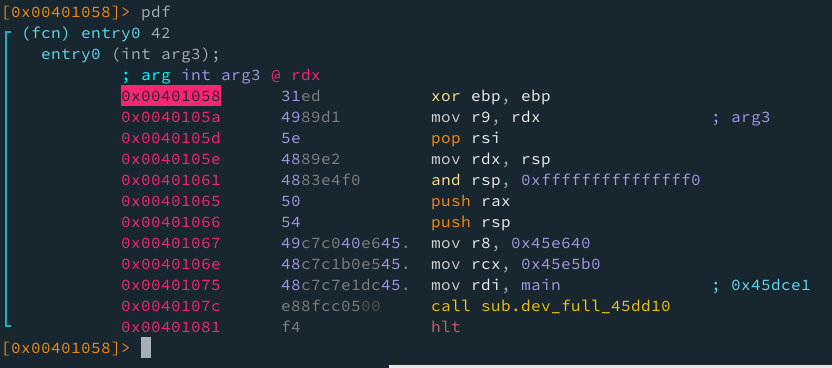 [0x00401058]> pdf
(fcn) entry0 42
entry0 (int arg3);
; arg int arg3 @ rdx
0x00401058 31ed xor ebp, ebp
0x0040105a 4989d1 mov r9, rdx ; arg3
0x0040105d 5e pop rsi
0x0040105e 4889e2 mov rdx, rsp
0x00401061 4883e4f0 and rsp, 0xfffffffffffffff0
0x00401065 50 push rax
0x00401066 54 push rsp
0x00401067 49c7c040e645. mov r8, 0x45e640
0x0040106e 48c7c1b0e545. mov rcx, 0x45e5b0
0x00401075 48c7c7e1dc45. mov rdi, main ; 0x45dce1
0x0040107c e88fcc0500 call sub.dev_full_45dd10
0x00401081 f4 hlt
[0x00401058]>